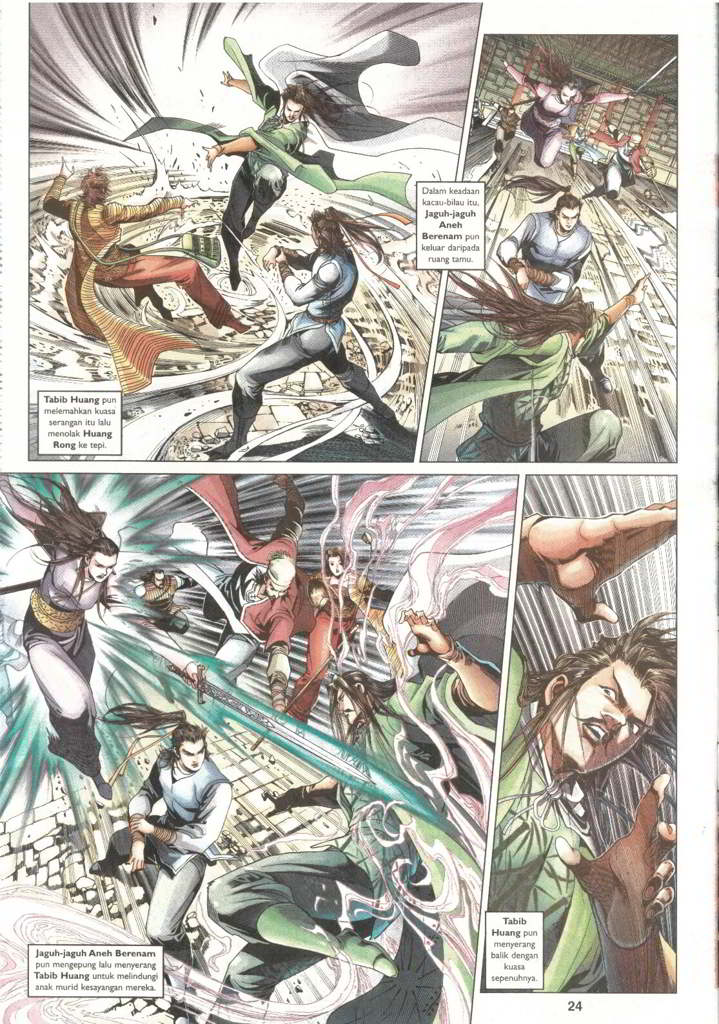 Tabib Huang pun
melemahkan kuasa
serangan itu lalu
menolak Huang
Rong ke tepi.
Dalam keadaan
kacau-bilau itu,
Jaguh-jaguh
Aneh
Berenam pun
keluar daripada
ruang tamu.
Jaguh-jaguh Aneh Berenam
pun mengepung lalu menyerang
Tabib Huang untuk melindungi
anak murid kesayangan mereka.
Tabib
Huang pun
menyerang
balik dengan
kuasa
sepenuhnya.
24